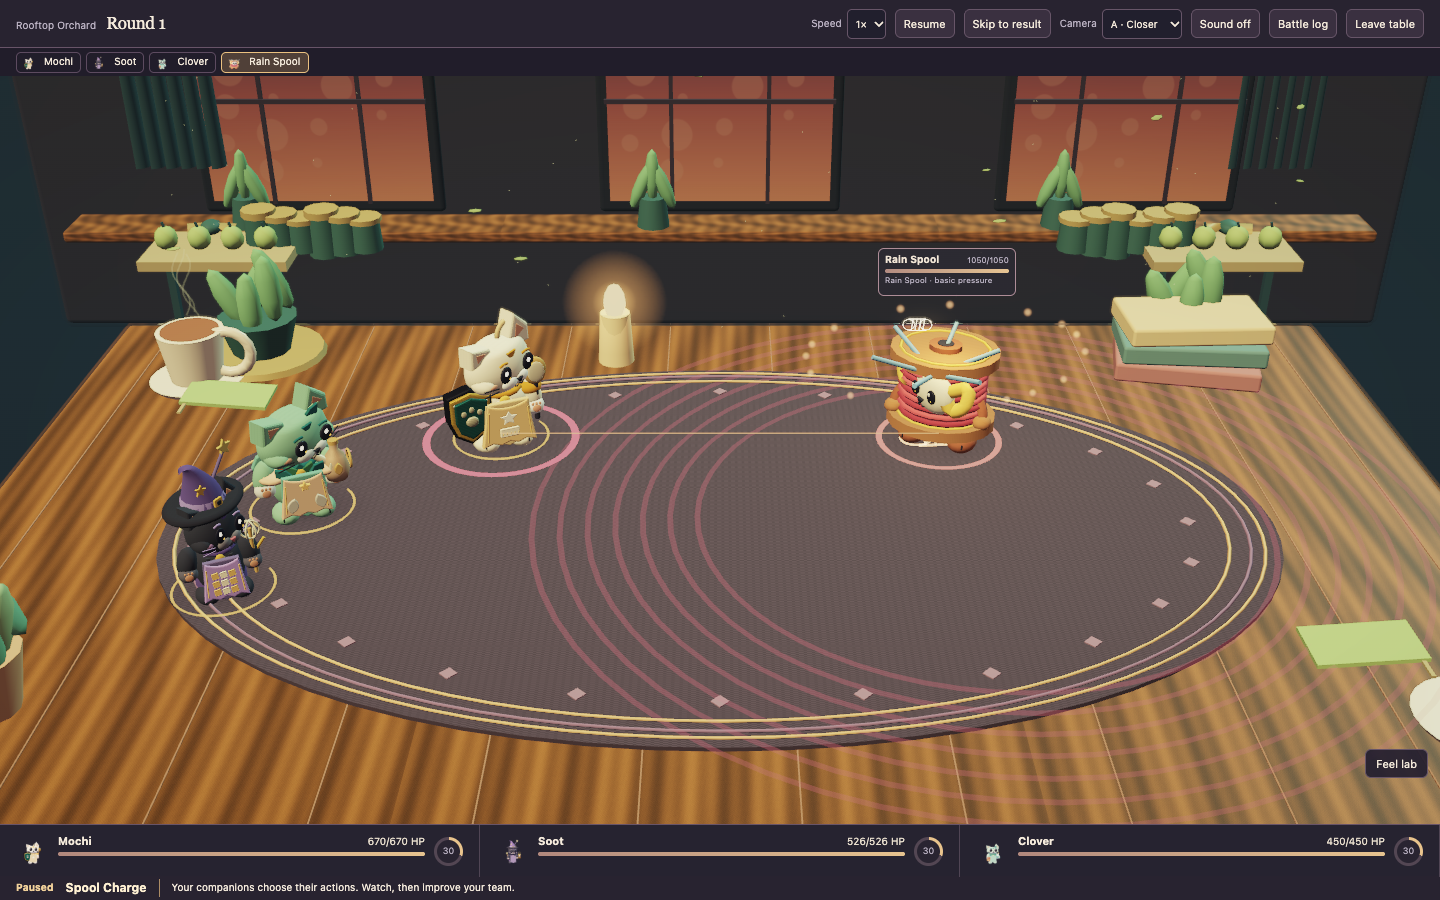 Rooftop Orchard Round 1
Speed 1x Resume Skip to result Camera A · Closer Sound off Battle log Leave table
Mochi Soot Clover Rain Spool
Rain Spool 1050/1050
Rain Spool · basic pressure
Feel lab
Mochi 670/670 HP 30
Soot 526/526 HP 30
Clover 450/450 HP 30
Paused Spool Charge Your companions choose their actions. Watch, then improve your team.